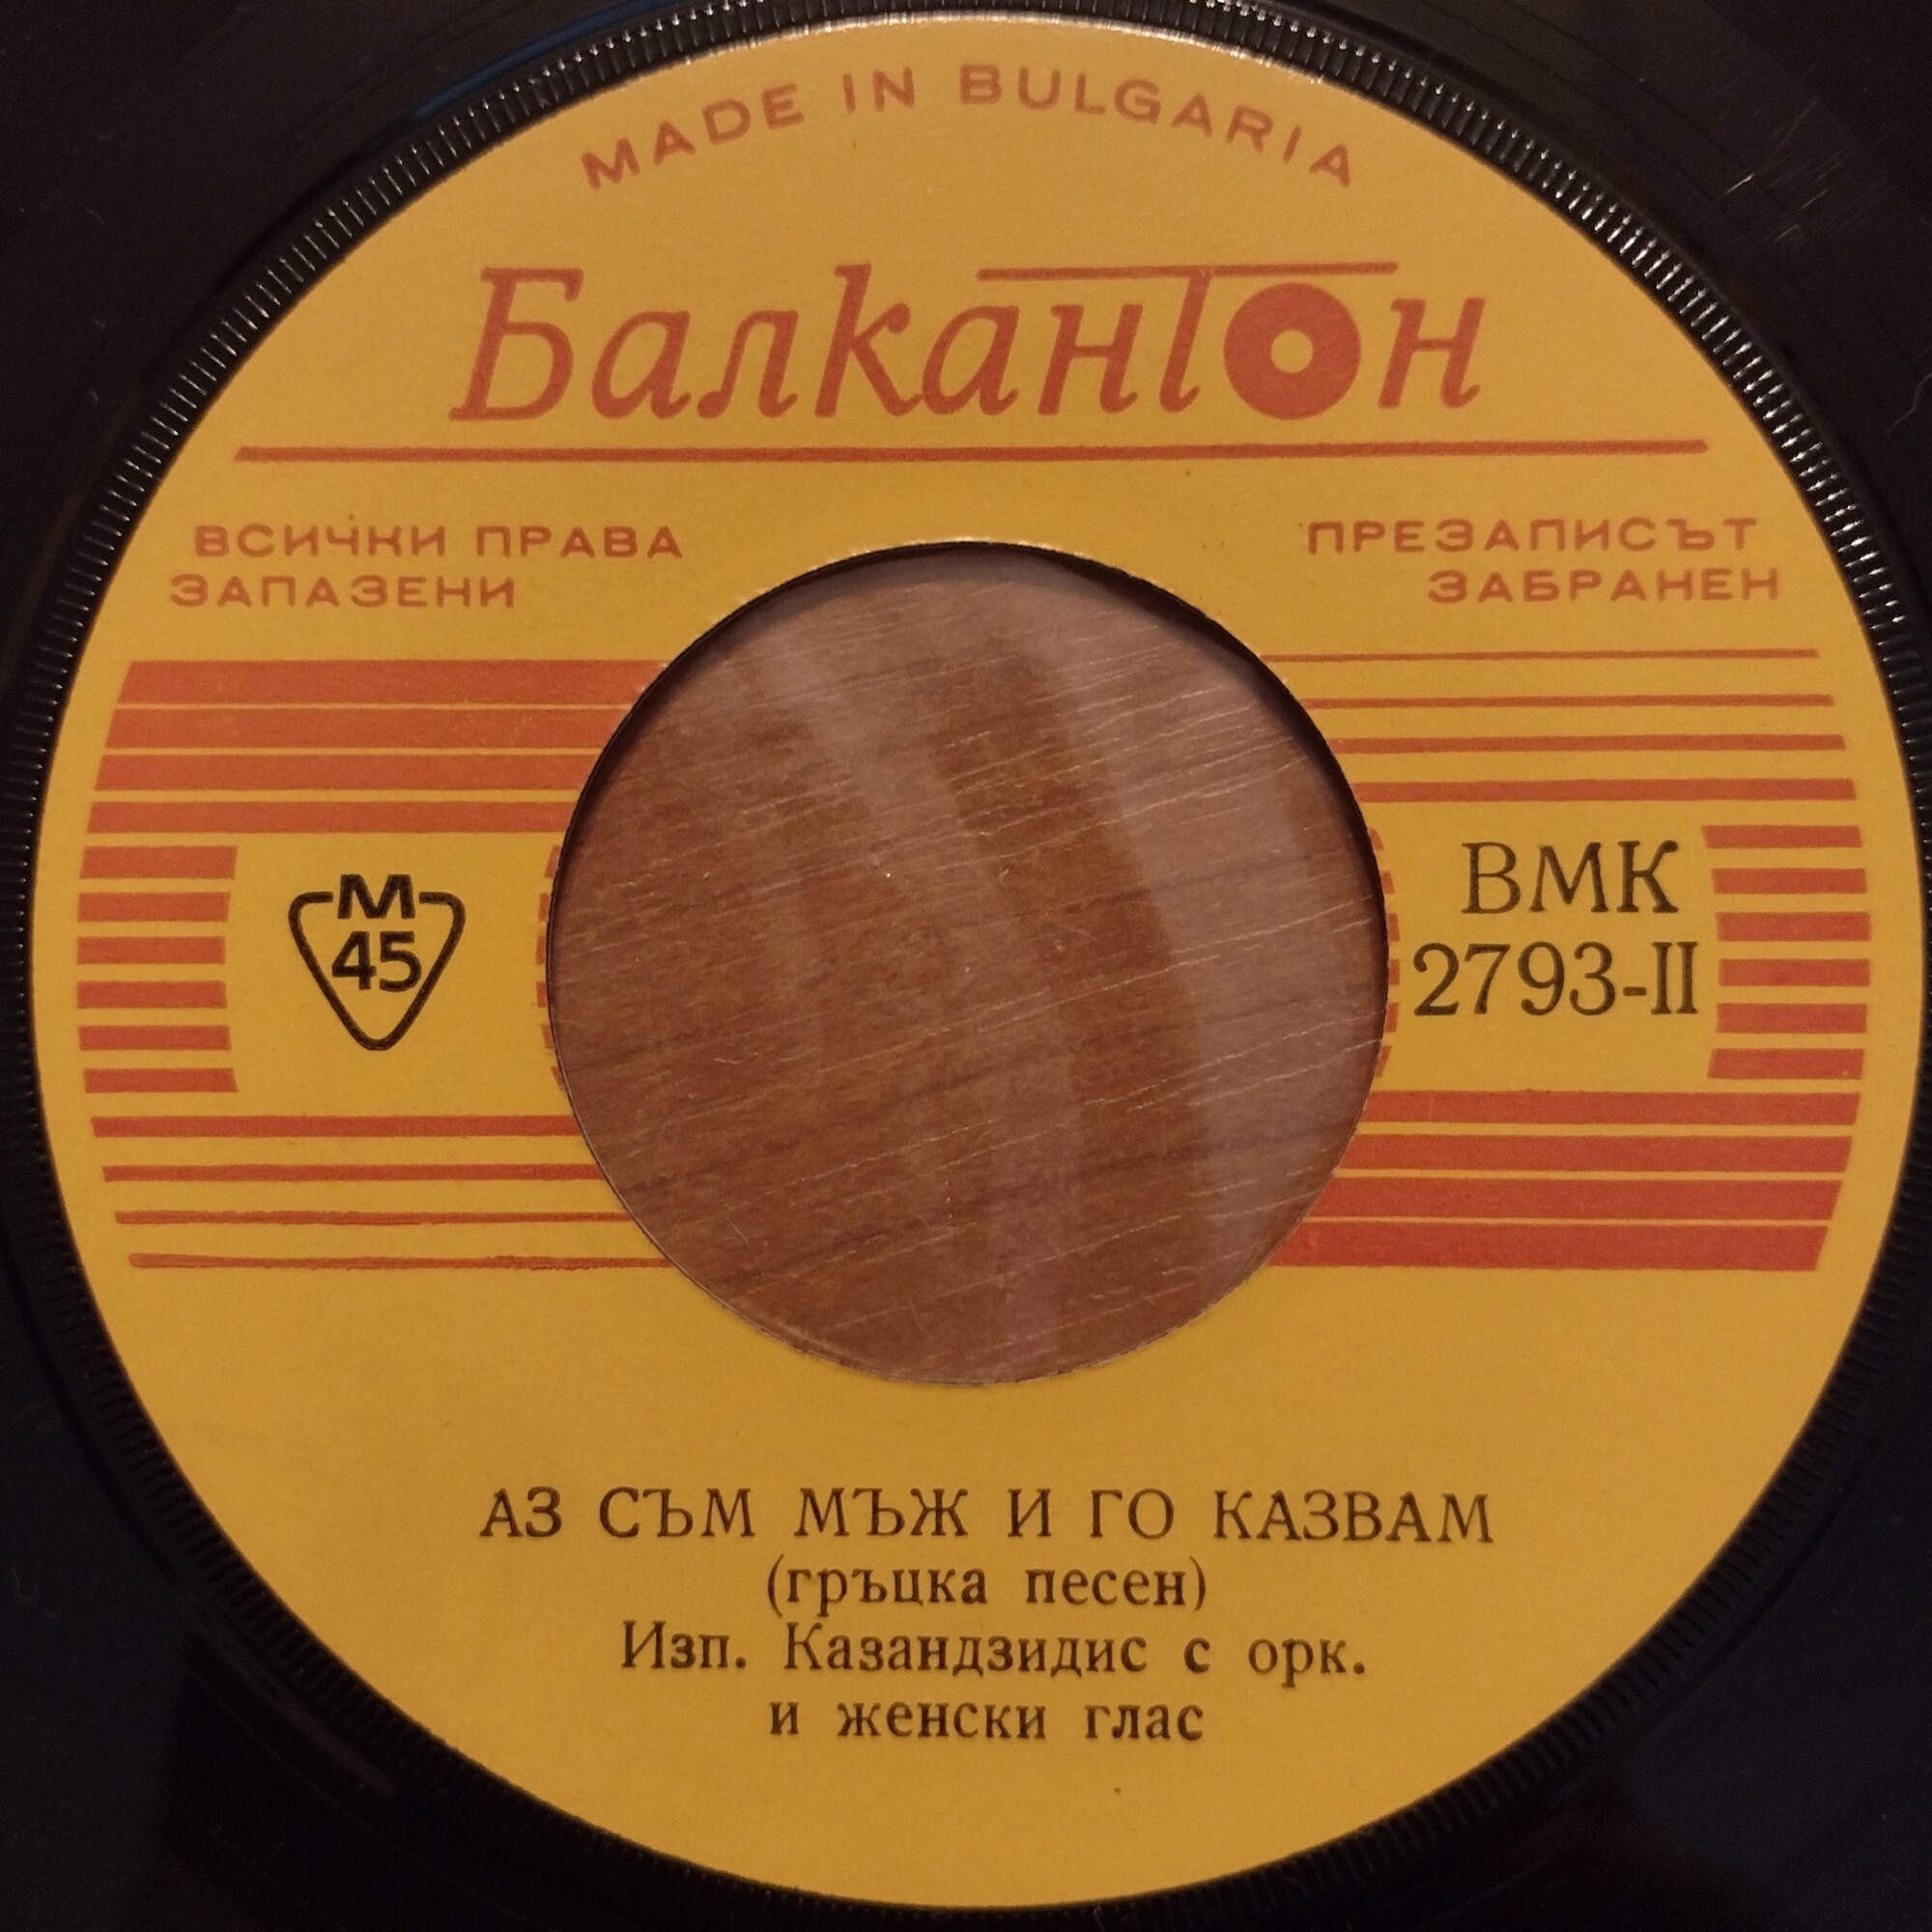 MADE IN BULGARIA
Балкантон
ВСИЧКИ ПРАВА
ЗАПАЗЕНИ
ПРЕЗАПИСЪТ
ЗАБРАНЕН
М
45
ВМК
2793-II
АЗ СЪМ МЪЖ И ГО КАЗВАМ
(гръцка песен)
Изп. Казандзидис с орк.
и женски глас